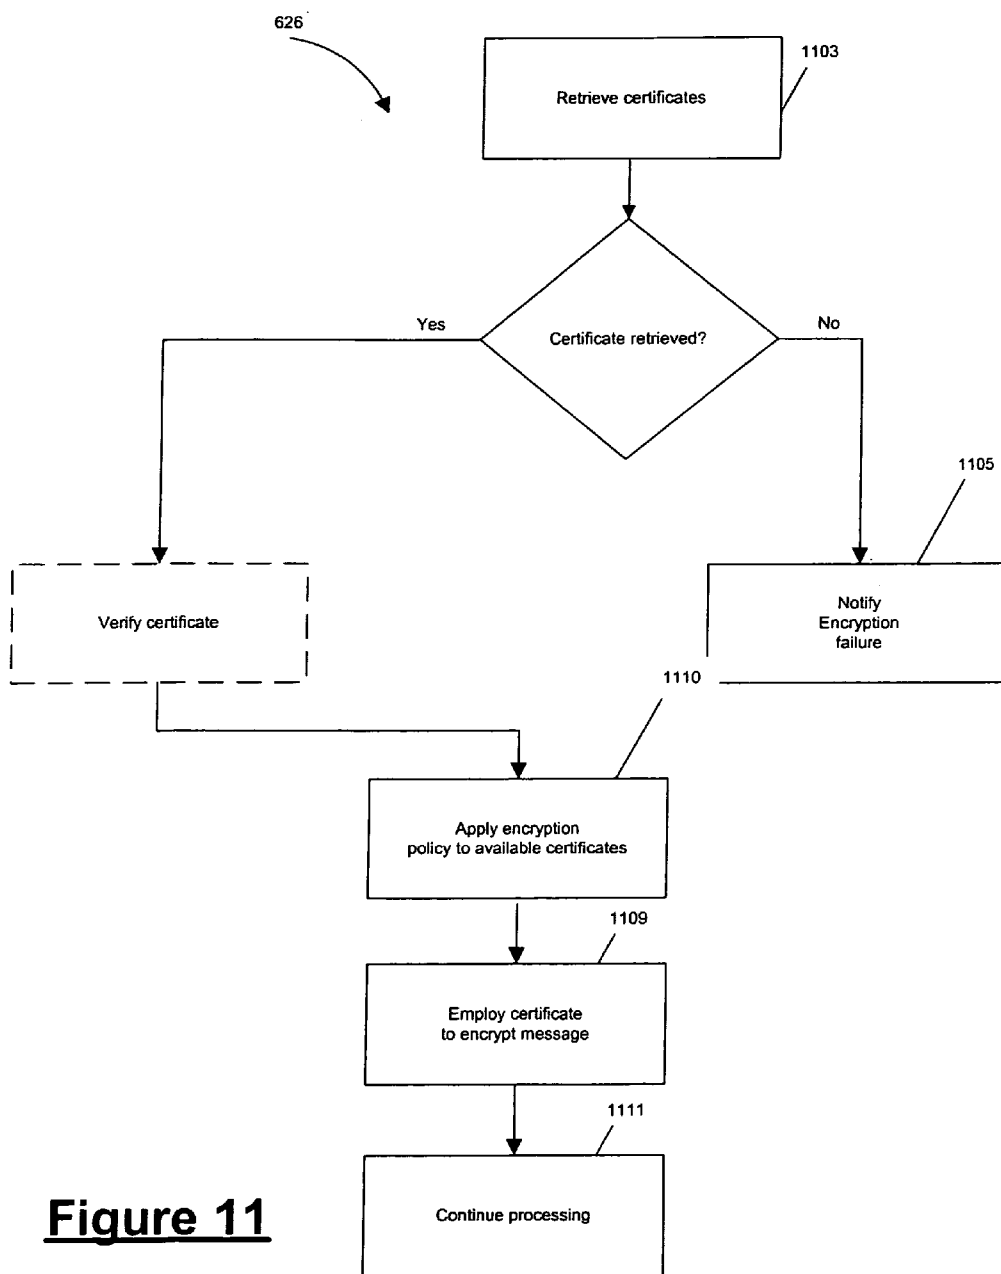 626
1103
Retrieve certificates
Yes
No
Certificate retrieved?
1105
Verify certificate
Notify
Encryption
failure
1110
Apply encryption
policy to available certificates
1109
Employ certificate
to encrypt message
1111
Continue processing
Figure 11